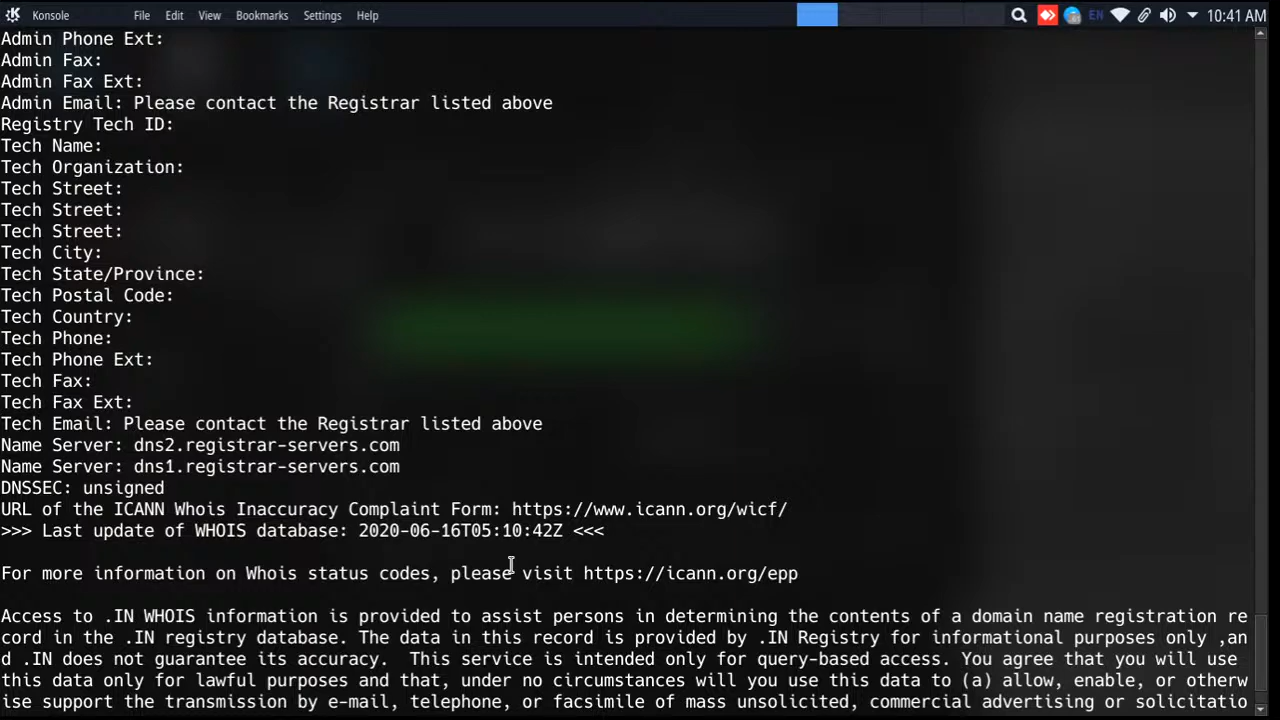 Konsole File Edit View Bookmarks Settings Help EN 10:41 AM
Admin Phone Ext:
Admin Fax:
Admin Fax Ext:
Admin Email: Please contact the Registrar listed above
Registry Tech ID:
Tech Name:
Tech Organization:
Tech Street:
Tech Street:
Tech Street:
Tech City:
Tech State/Province:
Tech Postal Code:
Tech Country:
Tech Phone:
Tech Phone Ext:
Tech Fax:
Tech Fax Ext:
Tech Email: Please contact the Registrar listed above
Name Server: dns2.registrar-servers.com
Name Server: dns1.registrar-servers.com
DNSSEC: unsigned
URL of the ICANN Whois Inaccuracy Complaint Form: https://www.icann.org/wicf/
>>> Last update of WHOIS database: 2020-06-16T05:10:42Z <<<
For more information on Whois status codes, please visit https://icann.org/epp
Access to .IN WHOIS information is provided to assist persons in determining the contents of a domain name registration re
cord in the .IN registry database. The data in this record is provided by .IN Registry for informational purposes only ,an
d .IN does not guarantee its accuracy.  This service is intended only for query-based access. You agree that you will use
this data only for lawful purposes and that, under no circumstances will you use this data to (a) allow, enable, or otherw
ise support the transmission by e-mail, telephone, or facsimile of mass unsolicited, commercial advertising or solicitatio